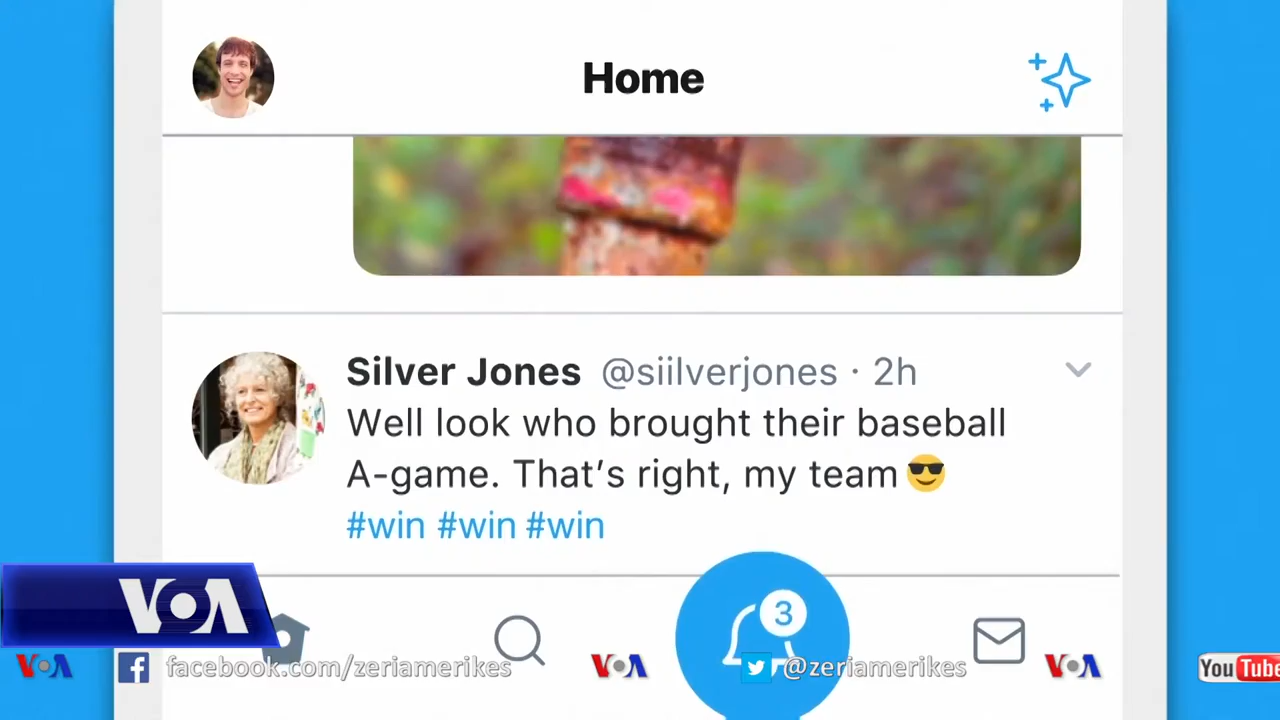 Home
Silver Jones @siilverjones · 2h
Well look who brought their baseball
A-game. That's right, my team 😎
#win #win #win
3
VOA
VOA facebook.com/zeriamerikes VOA @zeriamerikes VOA YouTube